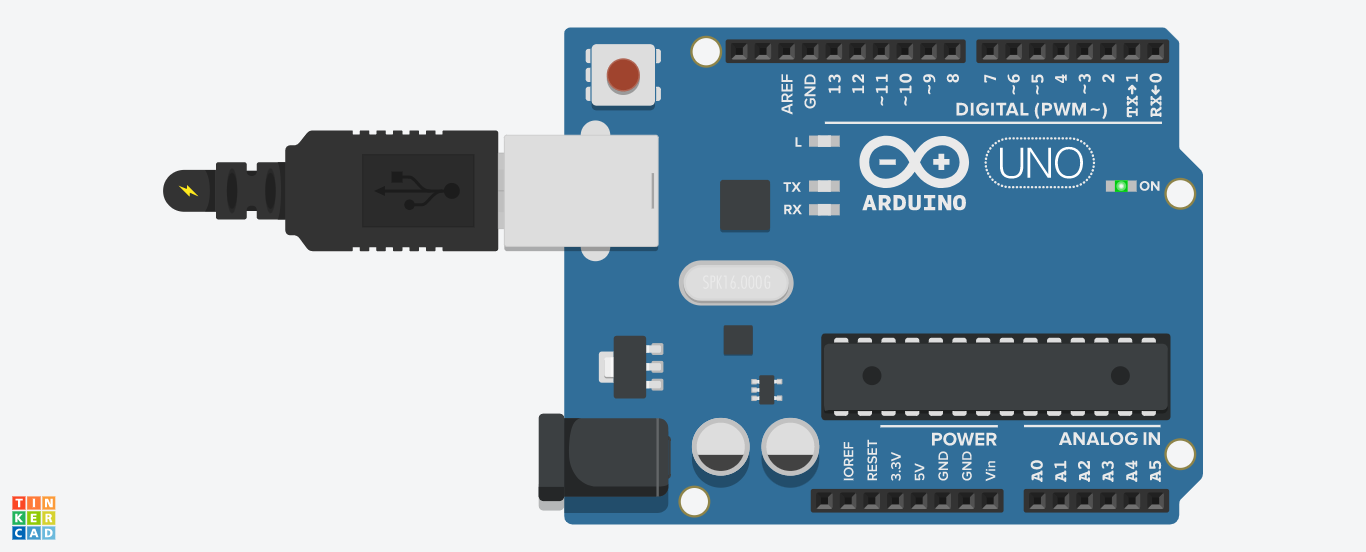 AREF
GND
13
12
~11
~10
~9
8
7
~6
~5
4
~3
2
TX→1
RX←0
DIGITAL (PWM ~)
L
TX
RX
UNO
ARDUINO
ON
SPK16.000G
POWER
ANALOG IN
IOREF
RESET
3.3V
5V
GND
GND
Vin
A0
A1
A2
A3
A4
A5
TIN
KER
CAD